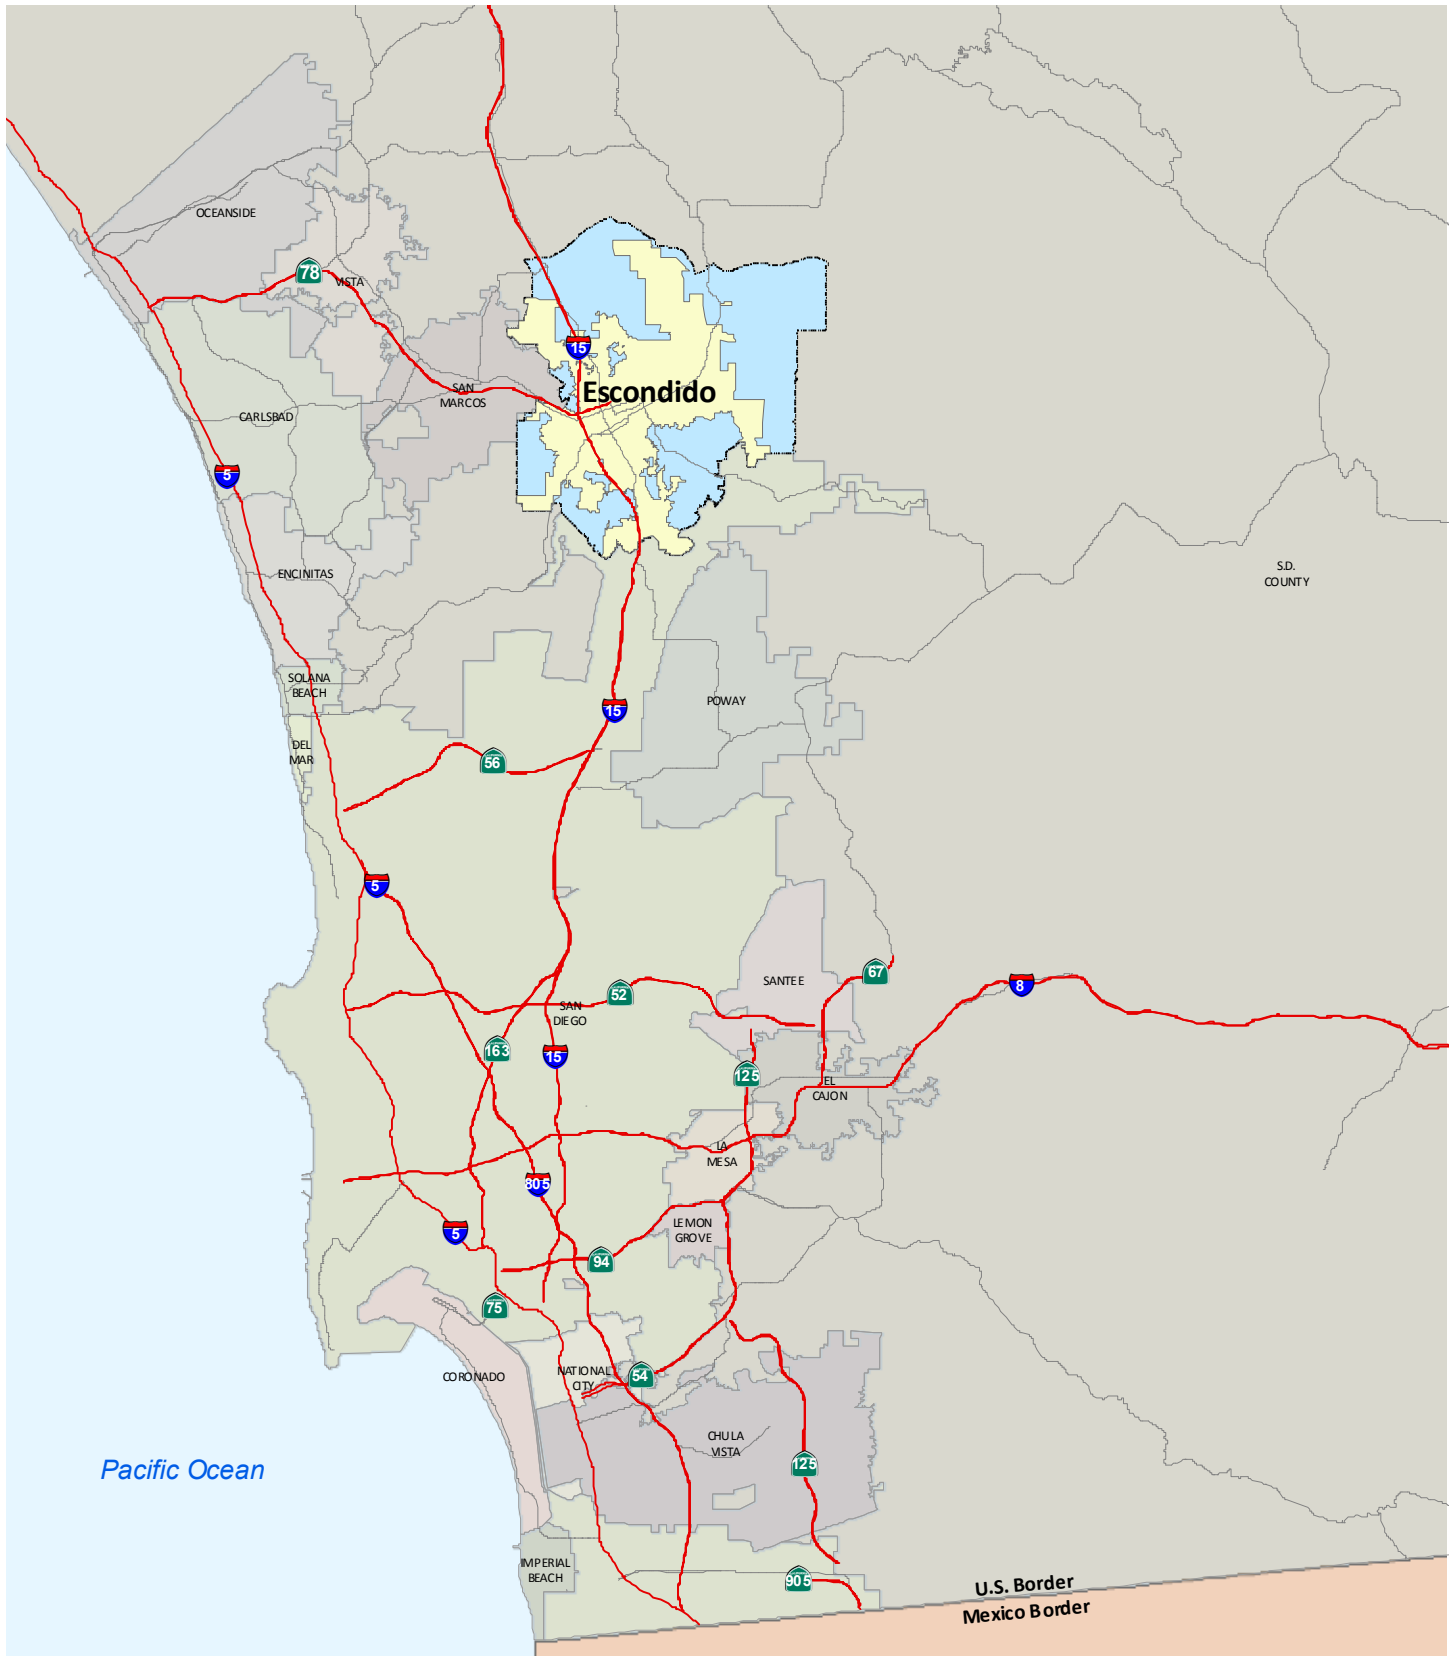 OCEANSIDE
78
VISTA
15
Escondido
SAN
MARCOS
CARLSBAD
5
ENCINITAS
S.D.
COUNTY
SOLANA
BEACH
POWAY
15
DEL
MAR
56
5
SANTEE
67
8
52
SAN
DIEGO
163
15
125
EL
CAJON
LA
MESA
805
5
LEMON
GROVE
94
75
CORONADO
NATIONAL
CITY
54
CHULA
VISTA
125
Pacific Ocean
IMPERIAL
BEACH
905
U.S. Border
Mexico Border